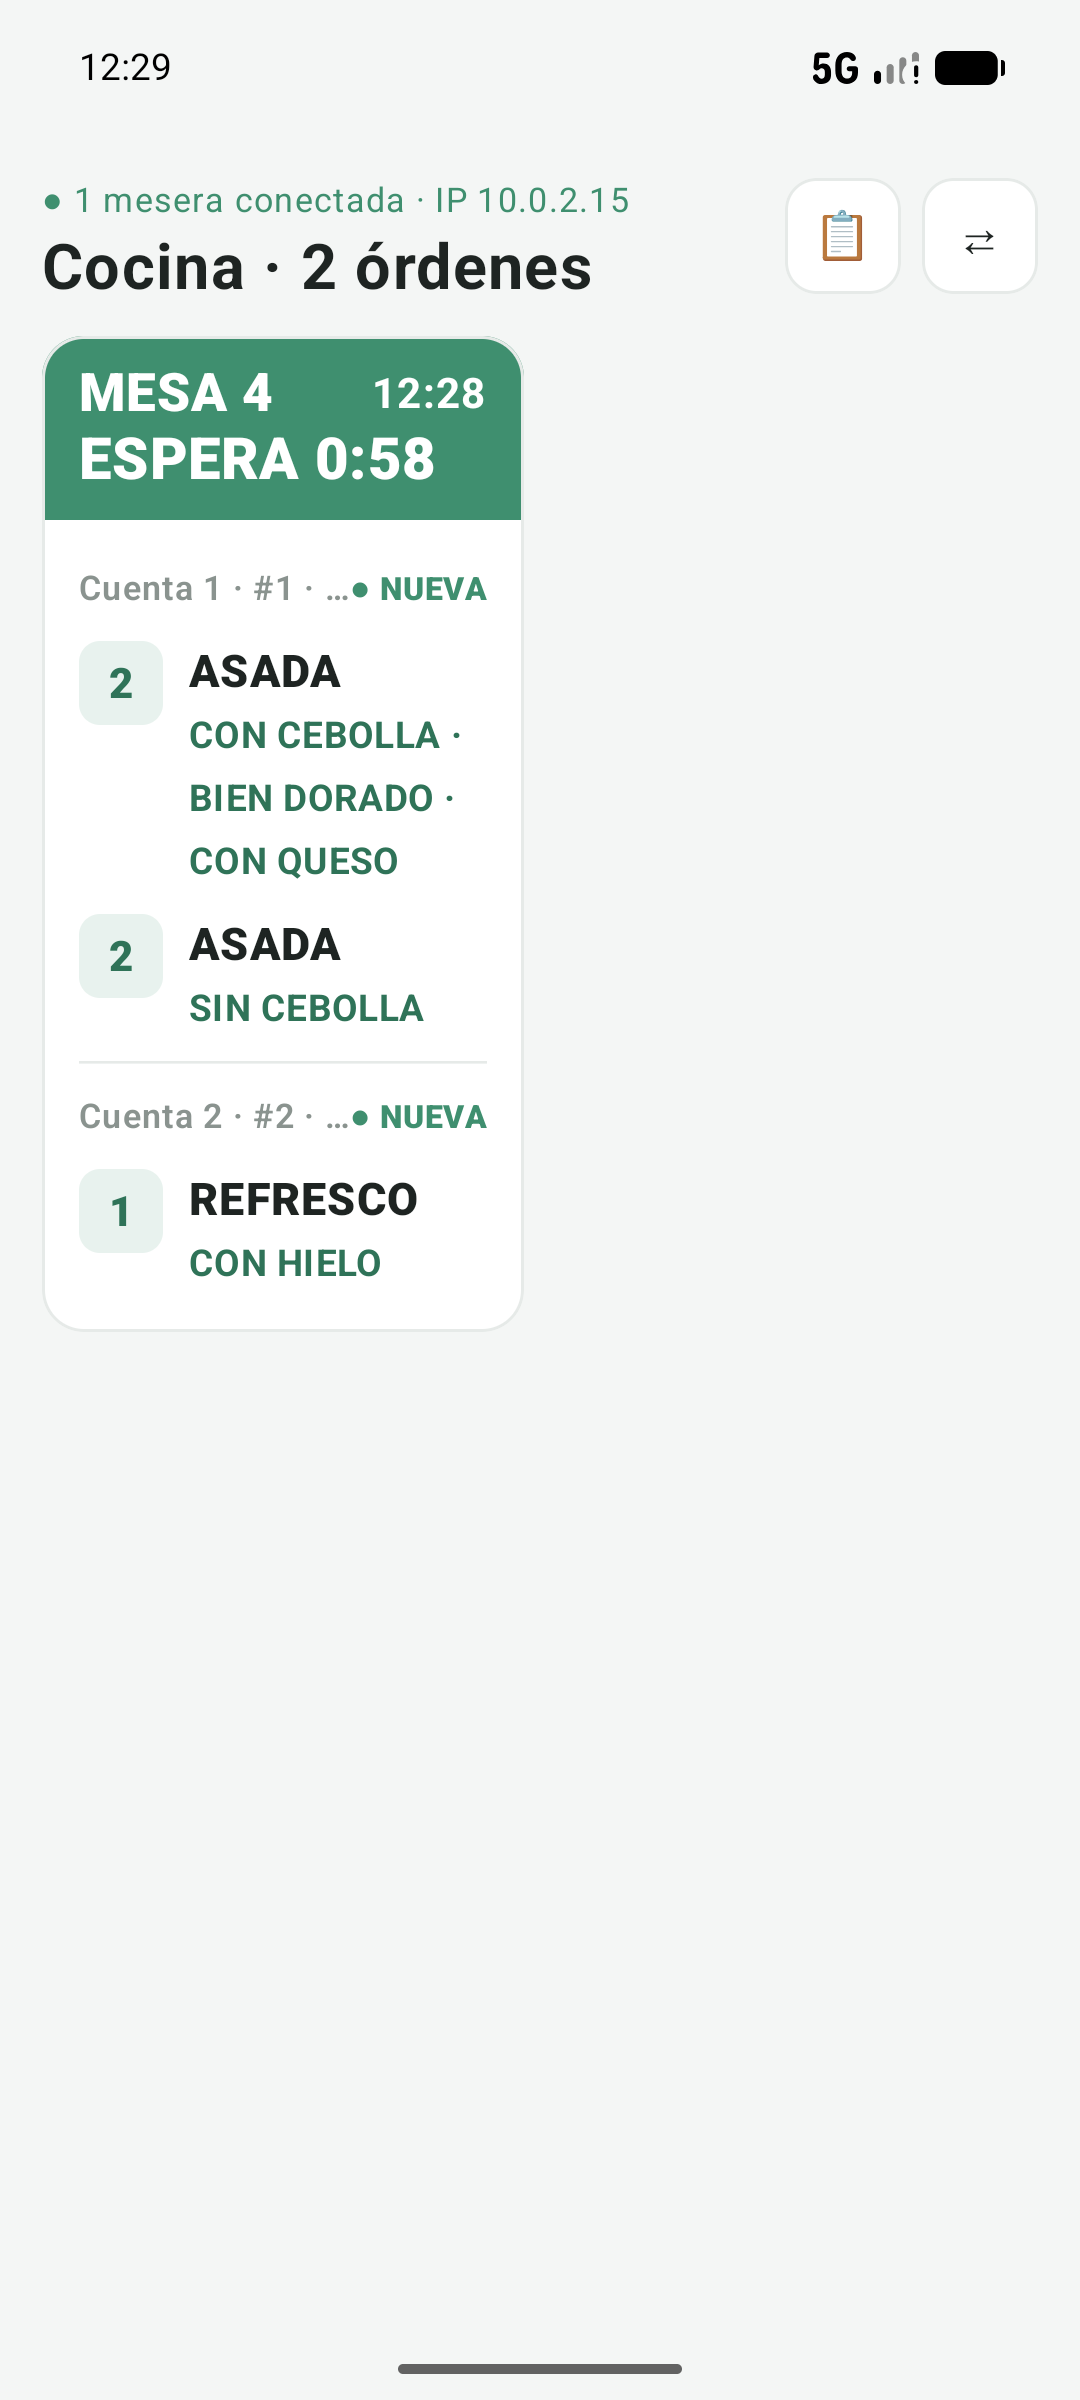 12:29
5G
● 1 mesera conectada · IP 10.0.2.15
Cocina · 2 órdenes
MESA 4 12:28
ESPERA 0:58
Cuenta 1 · #1 · …● NUEVA
2 ASADA
CON CEBOLLA ·
BIEN DORADO ·
CON QUESO
2 ASADA
SIN CEBOLLA
Cuenta 2 · #2 · …● NUEVA
1 REFRESCO
CON HIELO